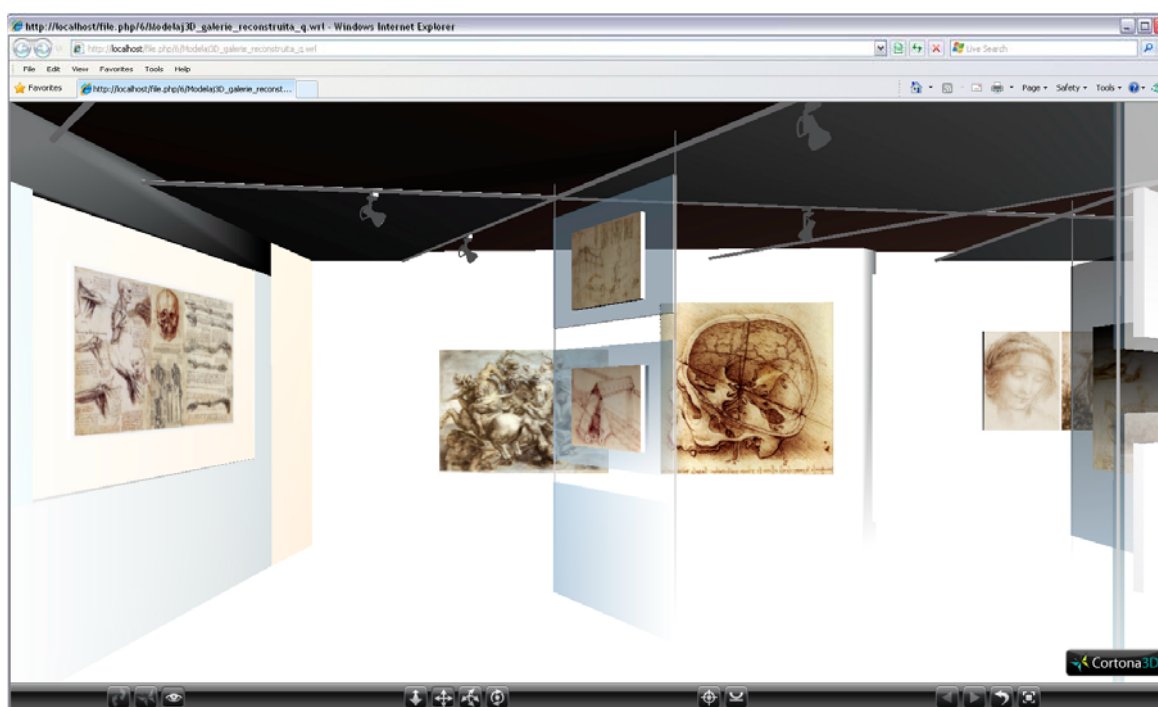 http://localhost/file.php/6/Modelaj3D_galerie_reconstruita_q.wrl - Windows Internet Explorer
http://localhost/file.php/6/Modelaj3D_galerie_reconstruita_q.wrl
Live Search
File Edit View Favorites Tools Help
Favorites
http://localhost/file.php/6/Modelaj3D_galerie_reconst...
Page Safety Tools
Cortona3D